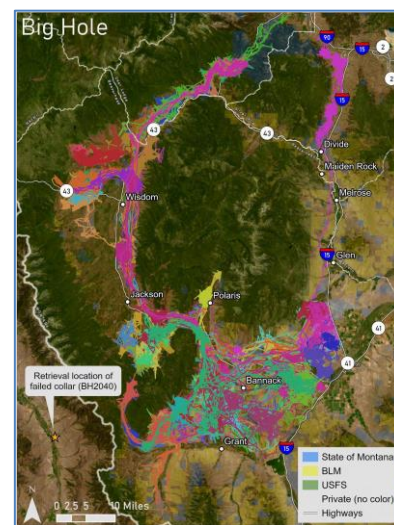 Big Hole
90
15
2
43
15
43
Divide
Maiden Rock
43
Melrose
Wisdom
15
Glen
Jackson
Polaris
41
41
Bannack
Retrieval location of
failed collar (BH2040)
Grant
15
State of Montana
BLM
USFS
Private (no color)
Highways
N
0 2.5 5 10 Miles